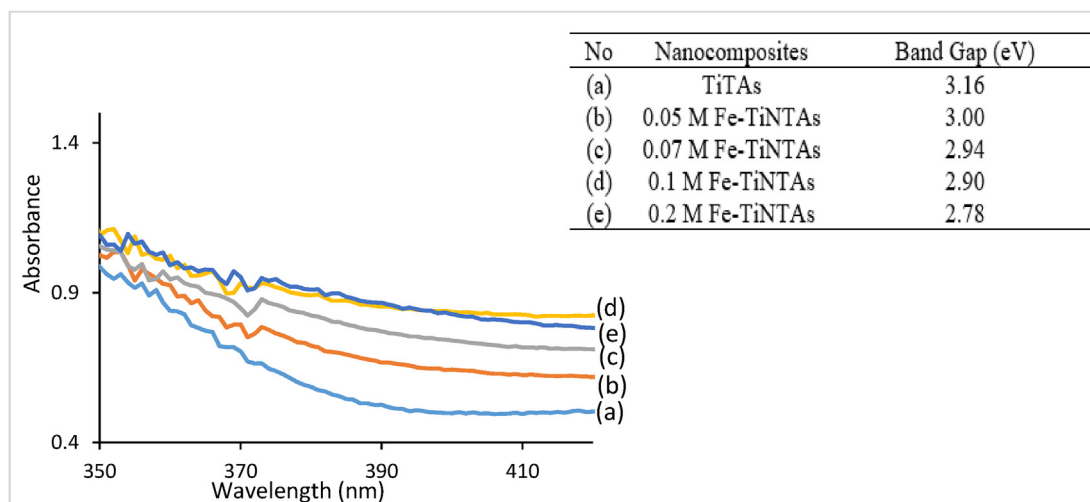 No Nanocomposites Band Gap (eV)
(a) TiTAs 3.16
(b) 0.05 M Fe-TiNTAs 3.00
(c) 0.07 M Fe-TiNTAs 2.94
(d) 0.1 M Fe-TiNTAs 2.90
(e) 0.2 M Fe-TiNTAs 2.78
1.4
Absorbance
0.9
(d)
(e)
(c)
(b)
(a)
0.4
350 370 390 410
Wavelength (nm)